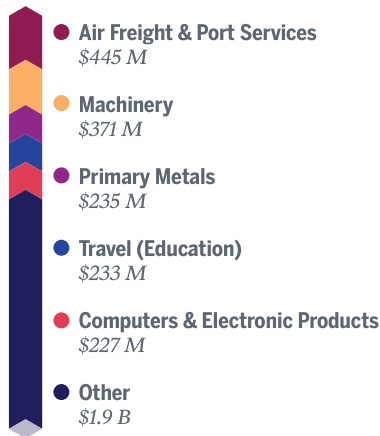 Air Freight & Port Services
$445 M
Machinery
$371 M
Primary Metals
$235 M
Travel (Education)
$233 M
Computers & Electronic Products
$227 M
Other
$1.9 B